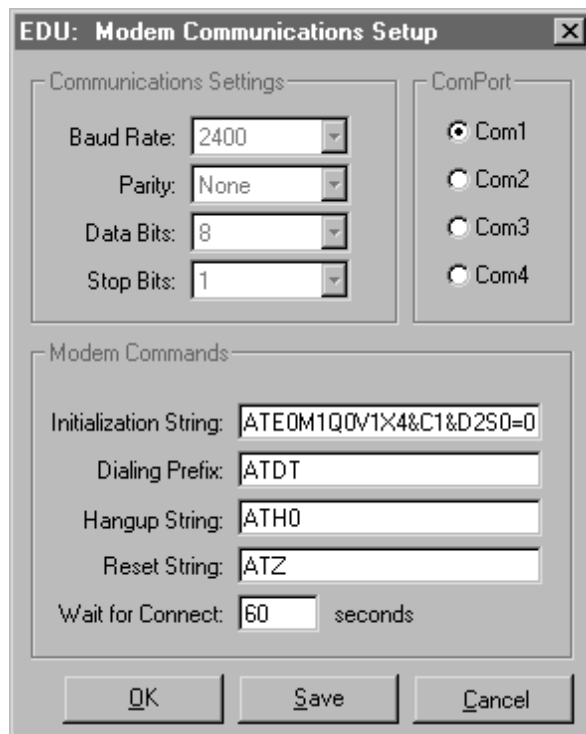 EDU: Modem Communications Setup
Communications Settings
Baud Rate: 2400
Parity: None
Data Bits: 8
Stop Bits: 1
ComPort
Com1
Com2
Com3
Com4
Modem Commands
Initialization String: ATE0M1Q0V1X4&C1&D2S0=0
Dialing Prefix: ATDT
Hangup String: ATH0
Reset String: ATZ
Wait for Connect: 60 seconds
OK Save Cancel